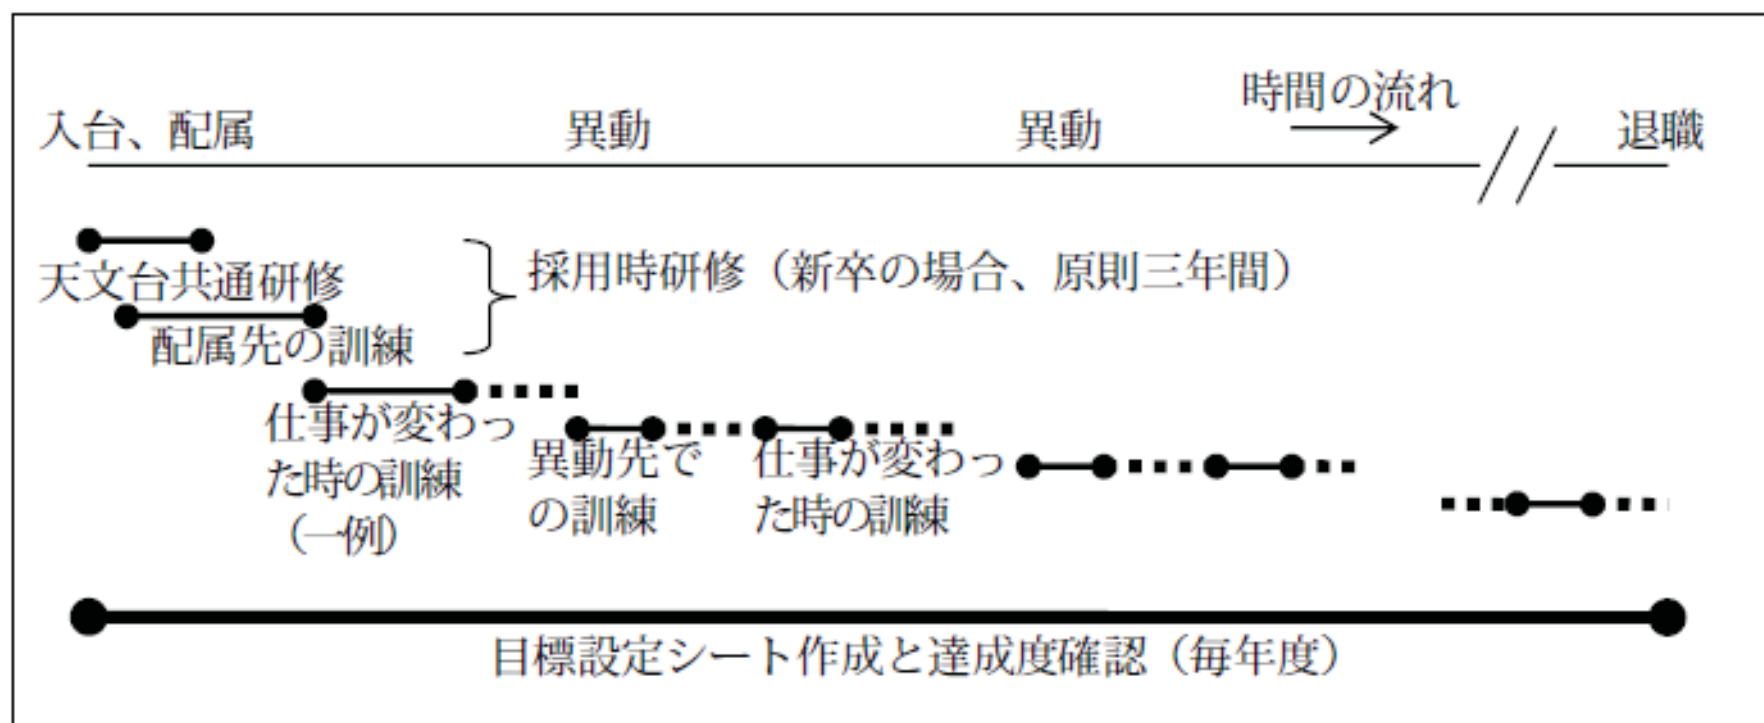 時間の流れ
入台、配属
異動
異動
退職
天文台共通研修
採用時研修（新卒の場合、原則三年間）
配属先の訓練
仕事が変わっ
た時の訓練
（一例）
異動先で
の訓練
仕事が変わっ
た時の訓練
目標設定シート作成と達成度確認（毎年度）